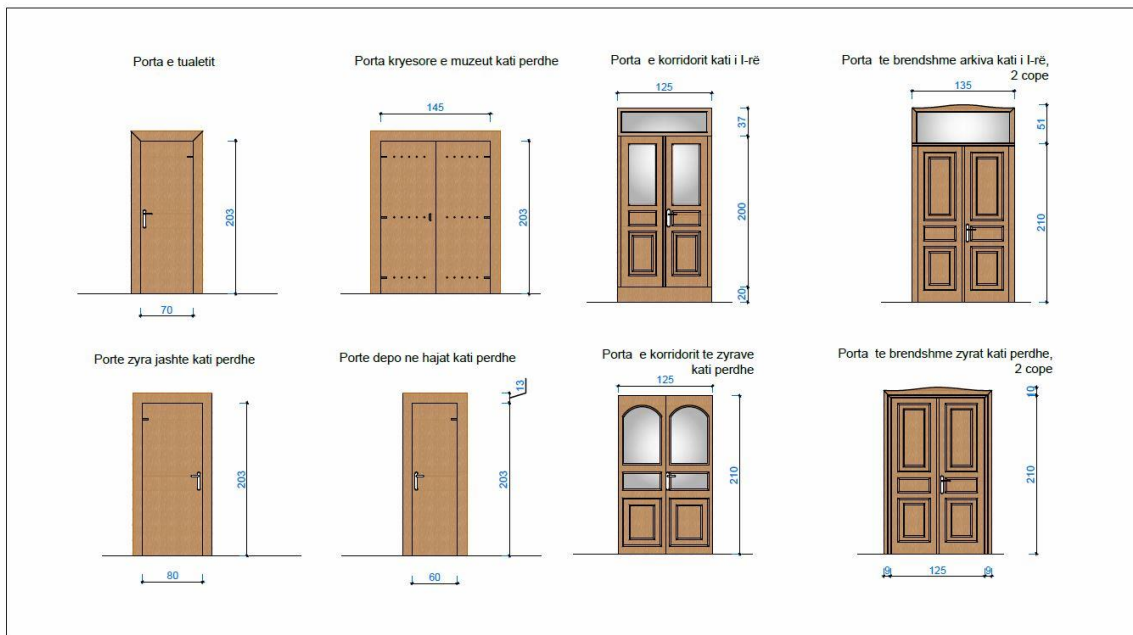 Porta e tualetit
203
70
Porta kryesore e muzeut kati perdhe
145
203
Porta e korridorit kati i I-rë
125
37
200
20
Porta te brendshme arkiva kati i I-rë,
2 cope
135
51
210
Porte zyra jashte kati perdhe
203
80
Porte depo ne hajat kati perdhe
13
203
60
Porta e korridorit te zyrave
kati perdhe
125
210
Porta te brendshme zyrat kati perdhe,
2 cope
10
210
9
125
9